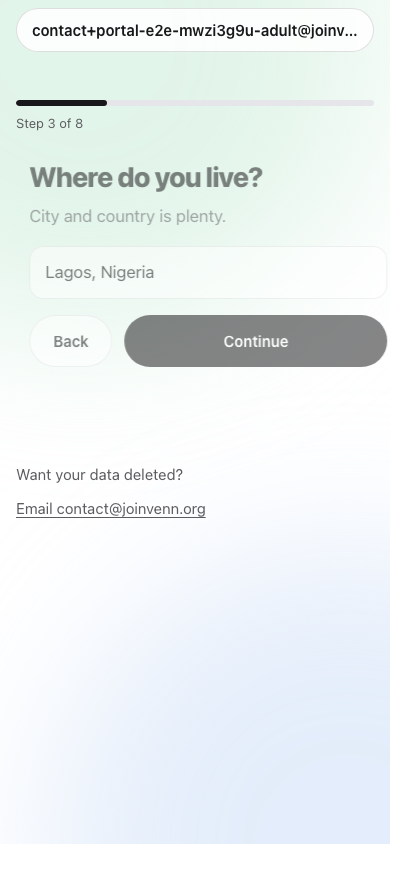 contact+portal-e2e-mwzi3g9u-adult@joinv...
Step 3 of 8
Where do you live?
City and country is plenty.
Lagos, Nigeria
Back
Continue
Want your data deleted?
Email contact@joinvenn.org